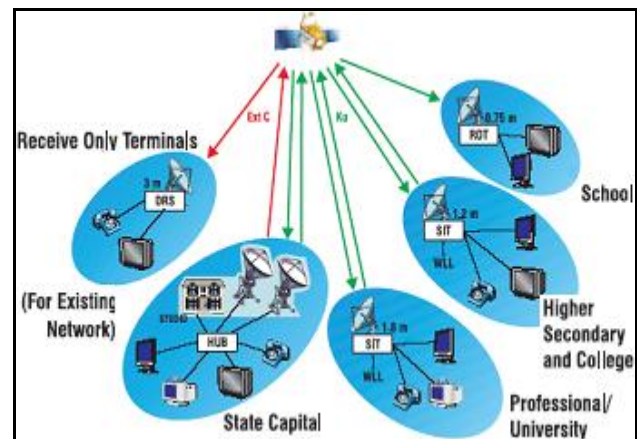 Ext C
Ku
Receive Only Terminals
3 m
DRS
(For Existing
Network)
STUDIO
HUB
State Capital
1.8 m
SIT
WLL
Professional/
University
1.2 m
SIT
WLL
Higher
Secondary
and College
0.75 m
ROT
School